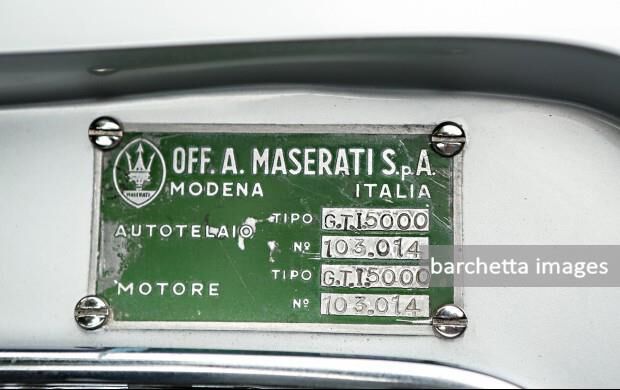 OFF. A. MASERATI S.p.A.
MASERATI
MODENA ITALIA
AUTOTELAIO TIPO G.T.I.5000
Nº 103.014
MOTORE TIPO G.T.I.5000
Nº 103.014
barchetta images